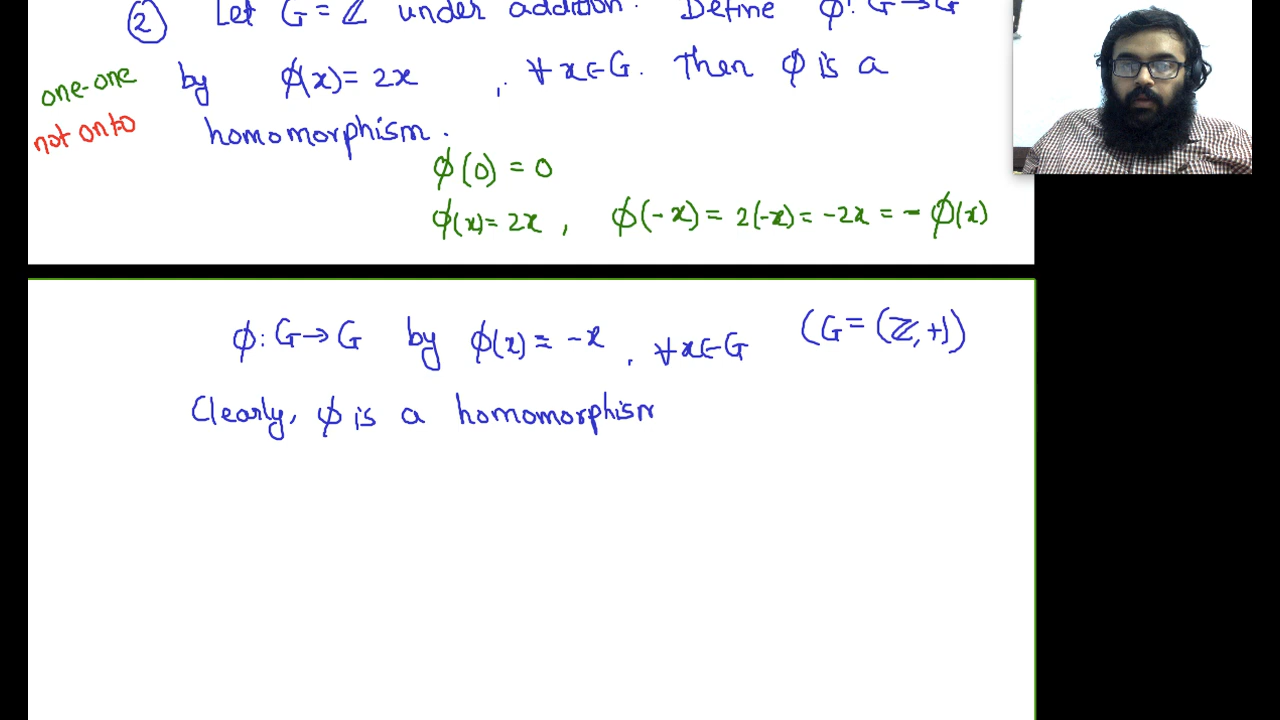 ② Let G = ℤ under addition. Define φ: G → G
one-one by φ(x) = 2x , ∀ x ∈ G. Then φ is a
not onto homomorphism.
φ(0) = 0
φ(x) = 2x , φ(-x) = 2(-x) = -2x = - φ(x)
φ: G → G by φ(x) = -x , ∀ x ∈ G (G = (ℤ, +))
Clearly, φ is a homomorphism